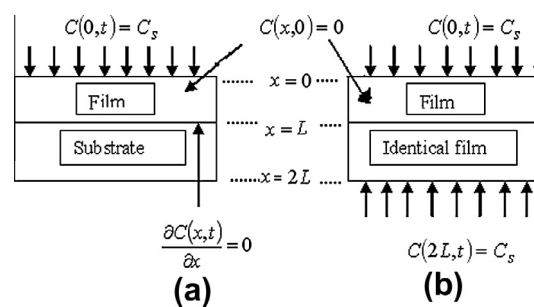 C(0,t) = C_s
C(x,0) = 0
C(0,t) = C_s
Film
...... x = 0 .....
Film
...... x = L .....
Substrate
Identical film
....... x = 2L .....
∂C(x,t)/∂x = 0
C(2L,t) = C_s
(a)
(b)